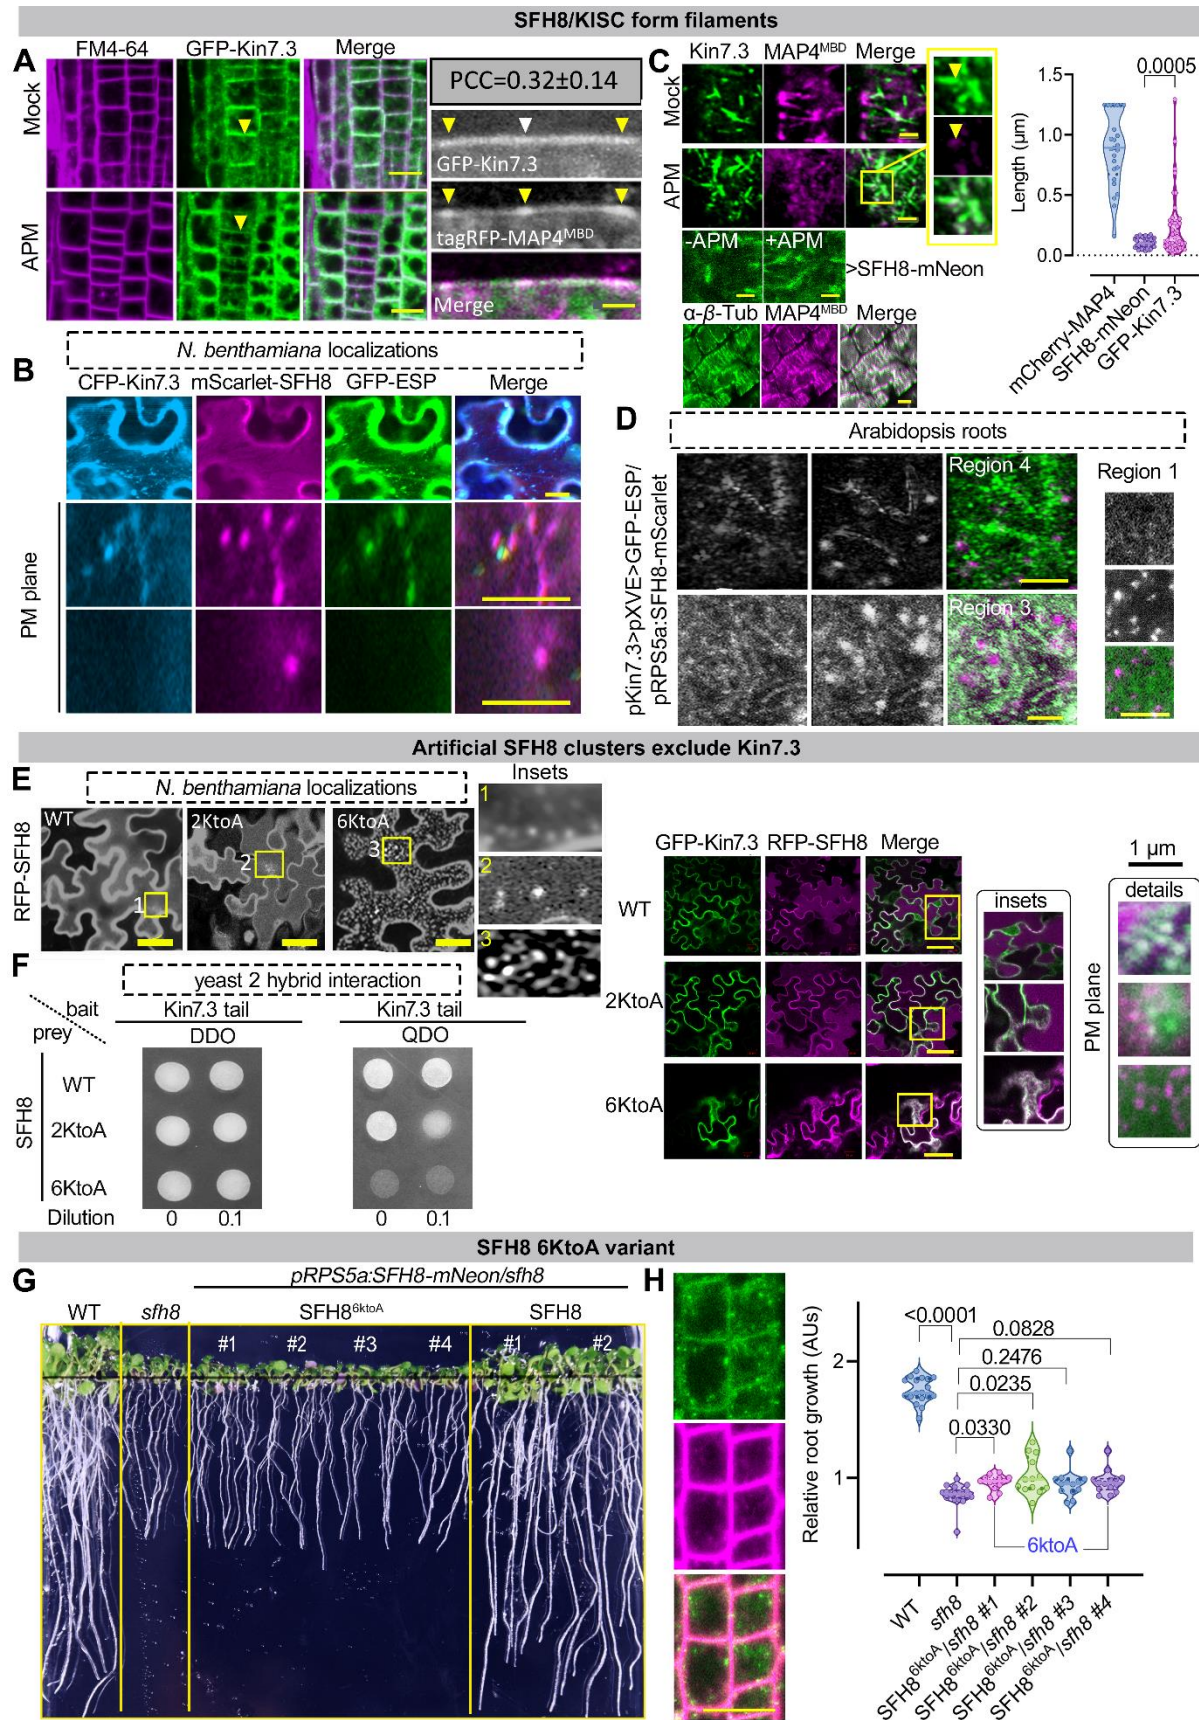 SFH8/KISC form filaments
A
FM4-64 GFP-Kin7.3 Merge
Mock
APM
PCC=0.32±0.14
GFP-Kin7.3
tagRFP-MAP4MBD
Merge
C
Kin7.3 MAP4MBD Merge
Mock
APM
-APM +APM
>SFH8-mNeon
α-β-Tub MAP4MBD Merge
0.0005
Length (µm)
1.5
1.0
0.5
0.0
mCherry-MAP4
SFH8-mNeon
GFP-Kin7.3
B
N. benthamiana localizations
CFP-Kin7.3 mScarlet-SFH8 GFP-ESP Merge
PM plane
D
Arabidopsis roots
pKin7.3>pXVE>GFP-ESP/
pRPS5a:SFH8-mScarlet
Region 4
Region 3
Region 1
Artificial SFH8 clusters exclude Kin7.3
E
N. benthamiana localizations
Insets
RFP-SFH8
WT 2KtoA 6KtoA
1
2
3
1
2
3
GFP-Kin7.3 RFP-SFH8 Merge
WT
2KtoA
6KtoA
insets
1 µm
details
PM plane
F
yeast 2 hybrid interaction
bait
prey
Kin7.3 tail Kin7.3 tail
DDO QDO
SFH8
WT
2KtoA
6KtoA
Dilution 0 0.1 0 0.1
SFH8 6KtoA variant
G
pRPS5a:SFH8-mNeon/sfh8
WT sfh8 SFH86ktoA SFH8
#1 #2 #3 #4 #1 #2
H
Relative root growth (AUs)
2
1
<0.0001
0.0828
0.2476
0.0235
0.0330
6ktoA
WT
sfh8
SFH86ktoA/sfh8 #1
SFH86ktoA/sfh8 #2
SFH86ktoA/sfh8 #3
SFH86ktoA/sfh8 #4